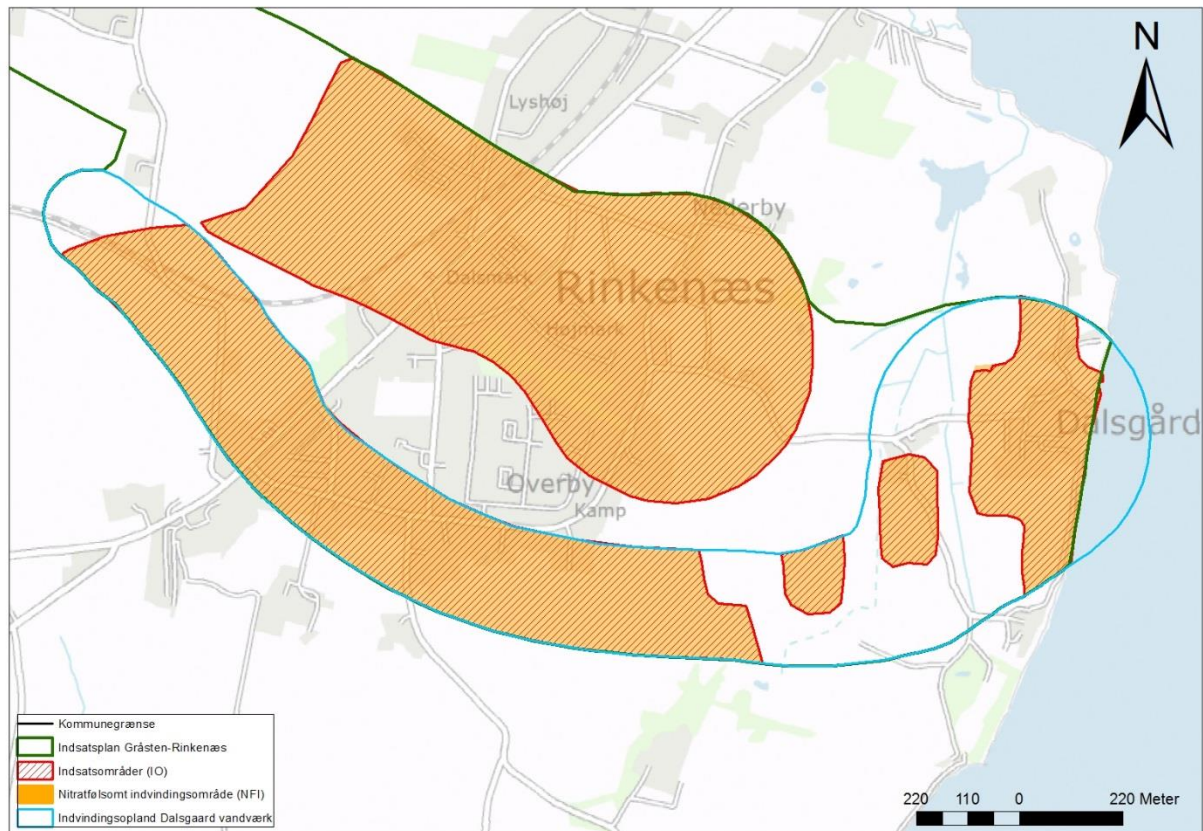 N
Lyshøj
Nederby
Dalsmark
Rinkenæs
Dalsgård
Overby
Kamp
Kommunegrænse
Indsatsplan Gråsten-Rinkenæs
Indsatsområder (IO)
Nitratfølsomt indvindingsområde (NFI)
Indvindingsopland Dalsgaard vandværk
220 110 0 220 Meter